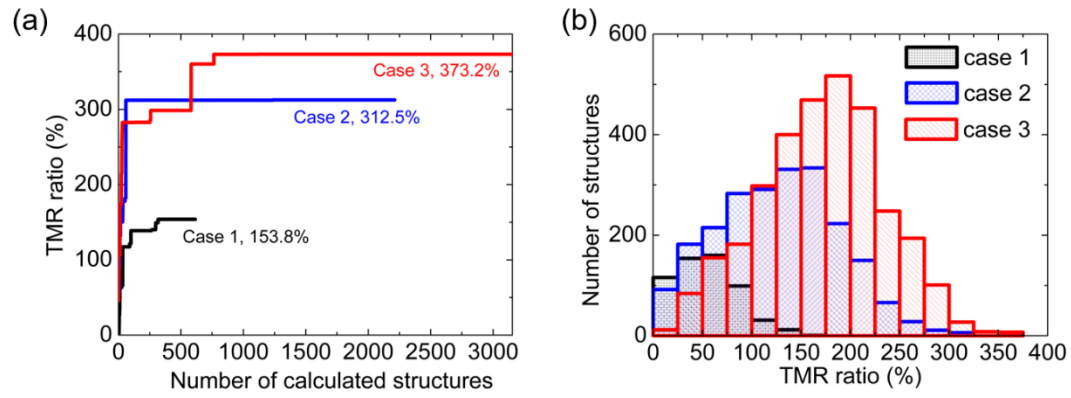 (a)
400
300
200
100
0
TMR ratio (%)
Case 3, 373.2%
Case 2, 312.5%
Case 1, 153.8%
0 500 1000 1500 2000 2500 3000
Number of calculated structures
(b)
600
400
200
0
Number of structures
case 1
case 2
case 3
0 50 100 150 200 250 300 350 400
TMR ratio (%)